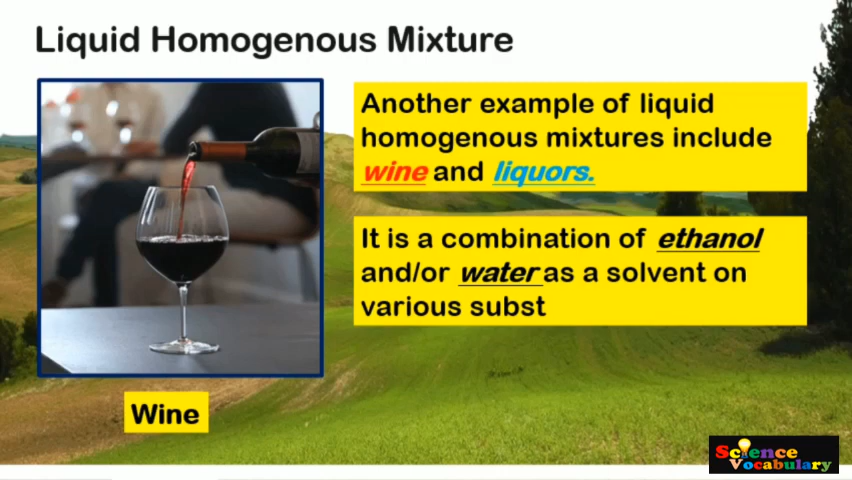 Liquid Homogenous Mixture
Another example of liquid
homogenous mixtures include
wine and liquors.
It is a combination of ethanol
and/or water as a solvent on
various subst
Wine
Science
Vocabulary